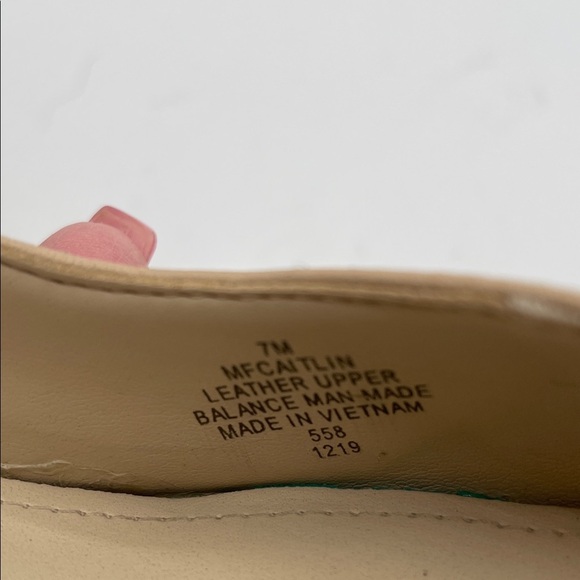 7M
MFCAITLIN
LEATHER UPPER
BALANCE MAN-MADE
MADE IN VIETNAM
558
1219